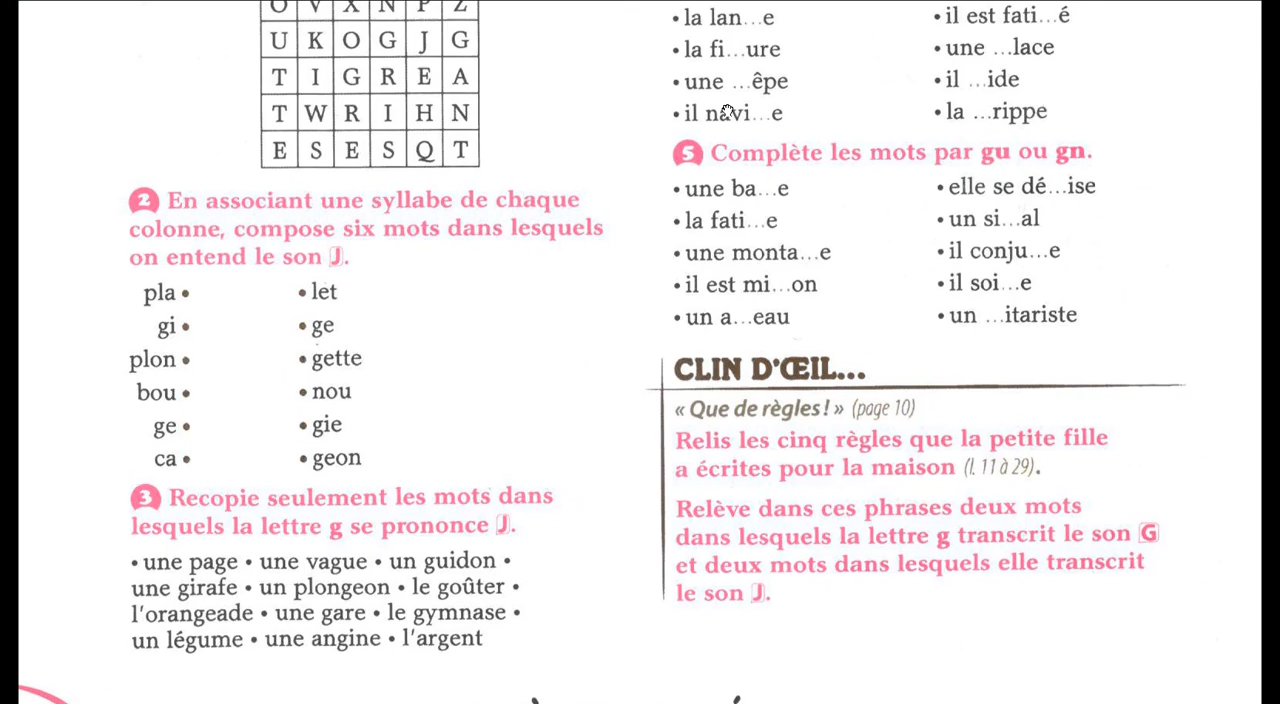 O V X N P Z
U K O G J G
T I G R E A
T W R I H N
E S E S Q T
2 En associant une syllabe de chaque
colonne, compose six mots dans lesquels
on entend le son J.
pla • • let
gi • • ge
plon • • gette
bou • • nou
ge • • gie
ca • • geon
3 Recopie seulement les mots dans
lesquels la lettre g se prononce J.
• une page • une vague • un guidon •
une girafe • un plongeon • le goûter •
l'orangeade • une gare • le gymnase •
un légume • une angine • l'argent
• la lan...e • il est fati...é
• la fi...ure • une ...lace
• une ...êpe • il ...ide
• il navi...e • la ...rippe
5 Complète les mots par gu ou gn.
• une ba...e • elle se dé...ise
• la fati...e • un si...al
• une monta...e • il conju...e
• il est mi...on • il soi...e
• un a...eau • un ...itariste
CLIN D'ŒIL...
« Que de règles ! » (page 10)
Relis les cinq règles que la petite fille
a écrites pour la maison (l. 11 à 29).
Relève dans ces phrases deux mots
dans lesquels la lettre g transcrit le son G
et deux mots dans lesquels elle transcrit
le son J.